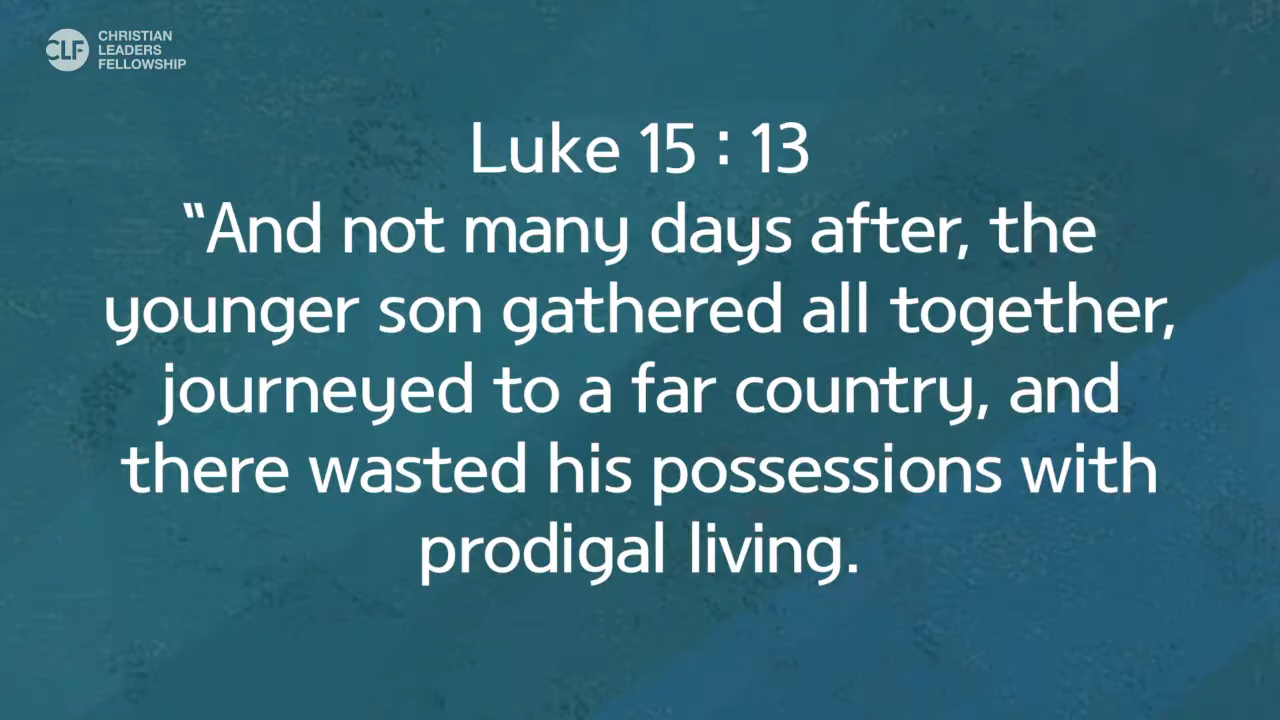 CLF
CHRISTIAN
LEADERS
FELLOWSHIP
Luke 15 : 13
“And not many days after, the
younger son gathered all together,
journeyed to a far country, and
there wasted his possessions with
prodigal living.